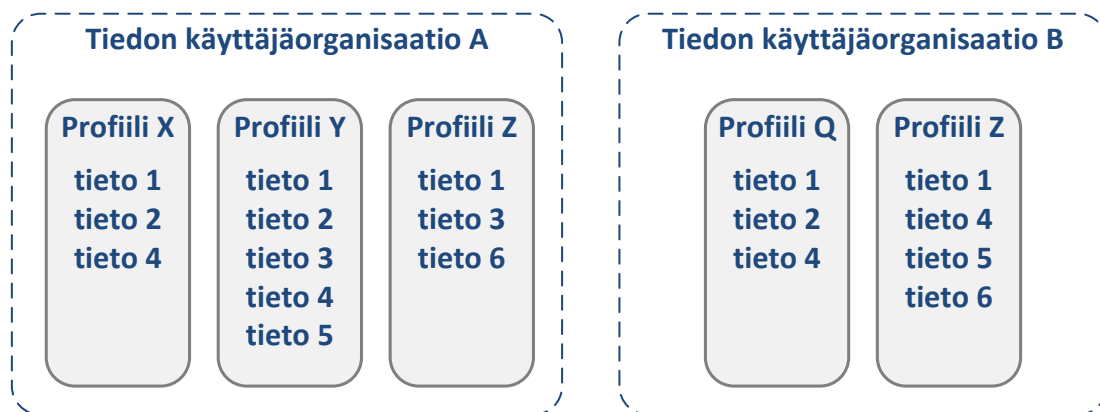 Tiedon käyttäjäorganisaatio A
Profiili X
tieto 1
tieto 2
tieto 4
Profiili Y
tieto 1
tieto 2
tieto 3
tieto 4
tieto 5
Profiili Z
tieto 1
tieto 3
tieto 6
Tiedon käyttäjäorganisaatio B
Profiili Q
tieto 1
tieto 2
tieto 4
Profiili Z
tieto 1
tieto 4
tieto 5
tieto 6